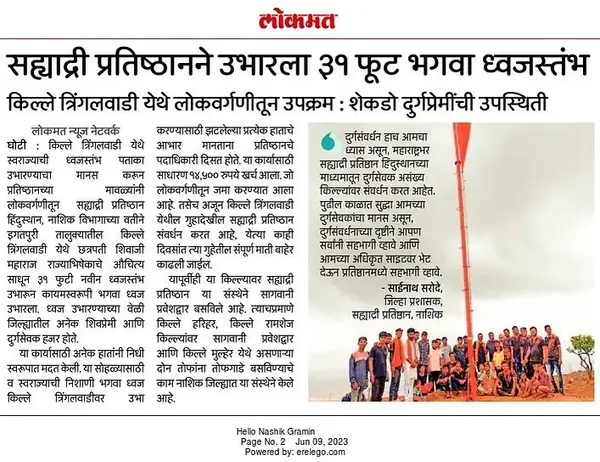 लोकमत
सह्याद्री प्रतिष्ठानने उभारला ३१ फूट भगवा ध्वजस्तंभ
किल्ले त्रिंगलवाडी येथे लोकवर्गणीतून उपक्रम : शेकडो दुर्गप्रेमींची उपस्थिती
लोकमत न्यूज नेटवर्क
घोटी : किल्ले त्रिंगलवाडी येथे
स्वराज्याची ध्वजस्तंभ पताका
उभारण्याचा मानस करून
प्रतिष्ठानच्या मावळ्यांनी
लोकवर्गणीतून सह्याद्री प्रतिष्ठान
हिंदुस्थान, नाशिक विभागाच्या वतीने
इगतपुरी तालुक्यातील किल्ले
त्रिंगलवाडी येथे छत्रपती शिवाजी
महाराज राज्याभिषेकाचे औचित्य
साधून ३१ फुटी नवीन ध्वजस्तंभ
उभारून कायमस्वरूपी भगवा ध्वज
उभारला. ध्वज उभारण्याच्या वेळी
जिल्ह्यातील अनेक शिवप्रेमी आणि
दुर्गसेवक हजर होते.
या कार्यासाठी अनेक हातांनी निधी
स्वरूपात मदत केली. या सोहळ्यासाठी
व स्वराज्याची निशाणी भगवा ध्वज
किल्ले त्रिंगलवाडीवर उभा
करण्यासाठी झटलेल्या प्रत्येक हाताचे
आभार मानताना प्रतिष्ठानचे
पदाधिकारी दिसत होते. या कार्यासाठी
साधारण १४,५०० रुपये खर्च आला. जो
लोकवर्गणीतून जमा करण्यात आला
आहे. तसेच अजून किल्ले त्रिंगलवाडी
येथील गुहादेखील सह्याद्री प्रतिष्ठान
संवर्धन करत आहे, येत्या काही
दिवसांत त्या गुहेतील संपूर्ण माती बाहेर
काढली जाईल.
यापूर्वीही या किल्ल्यावर सह्याद्री
प्रतिष्ठान या संस्थेने सागवानी
प्रवेशद्वार बसविले आहे. त्याचप्रमाणे
किल्ले हरिहर, किल्ले रामशेज
किल्ल्यांवर सागवानी प्रवेशद्वार
आणि किल्ले मुल्हेर येथे असणाऱ्या
दोन तोफांना तोफगाडे बसविण्याचे
काम नाशिक जिल्ह्यात या संस्थेने केले
आहे.
दुर्गसंवर्धन हाच आमचा
ध्यास असून, महाराष्ट्रभर
सह्याद्री प्रतिष्ठान हिंदुस्थानच्या
माध्यमातून दुर्गसेवक असंख्य
किल्ल्यांवर संवर्धन करत आहेत.
पुढील काळात सुद्धा आमच्या
दुर्गसेवकांचा मानस असून,
दुर्गसंवर्धनाच्या दृष्टीने आपण
सर्वांनी सहभागी व्हावे आणि
आमच्या अधिकृत साइटवर भेट
देऊन प्रतिष्ठानमध्ये सहभागी व्हावे.
- साईनाथ सरोदे,
जिल्हा प्रशासक,
सह्याद्री प्रतिष्ठान, नाशिक
Hello Nashik Gramin
Page No. 2 Jun 09, 2023
Powered by: erelego.com